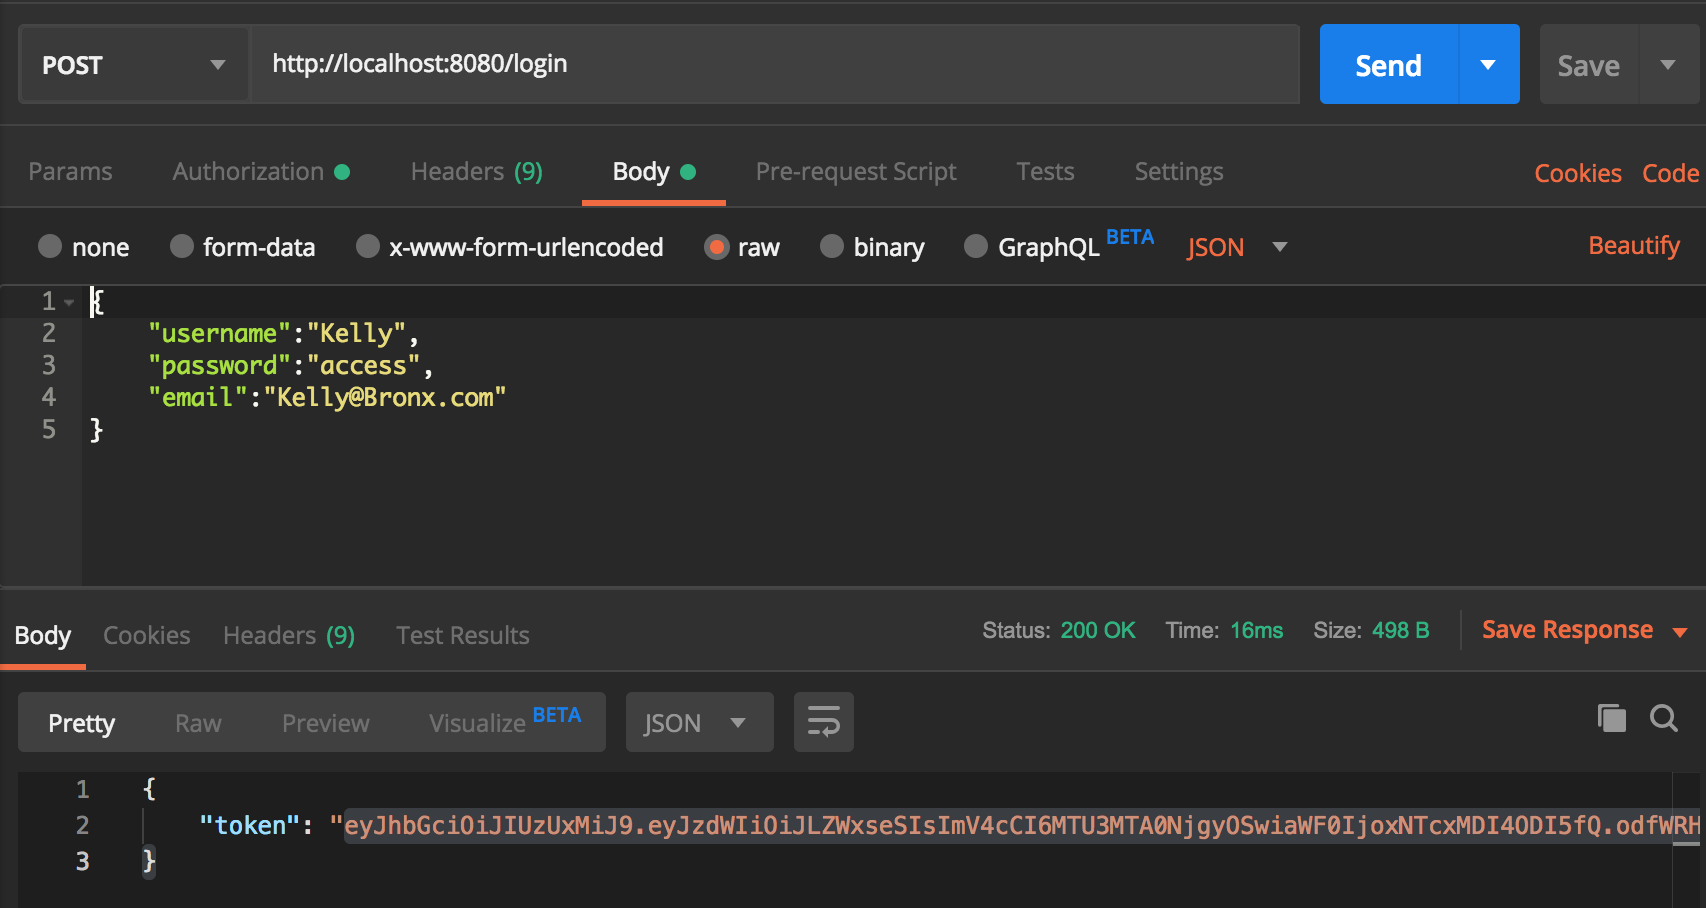 POST http://localhost:8080/login Send Save
Params Authorization Headers (9) Body Pre-request Script Tests Settings Cookies Code
none form-data x-www-form-urlencoded raw binary GraphQL BETA JSON Beautify
1 {
2 "username":"Kelly",
3 "password":"access",
4 "email":"Kelly@Bronx.com"
5 }
Body Cookies Headers (9) Test Results Status: 200 OK Time: 16ms Size: 498 B Save Response
Pretty Raw Preview Visualize BETA JSON
1 {
2 "token": "eyJhbGciOiJIUzUxMiJ9.eyJzdWIiOiJLZWxseSIsImV4cCI6MTU3MTA0NjgyOSwiaWF0IjoxNTcxMDI4ODI5fQ.odfWRH
3 }